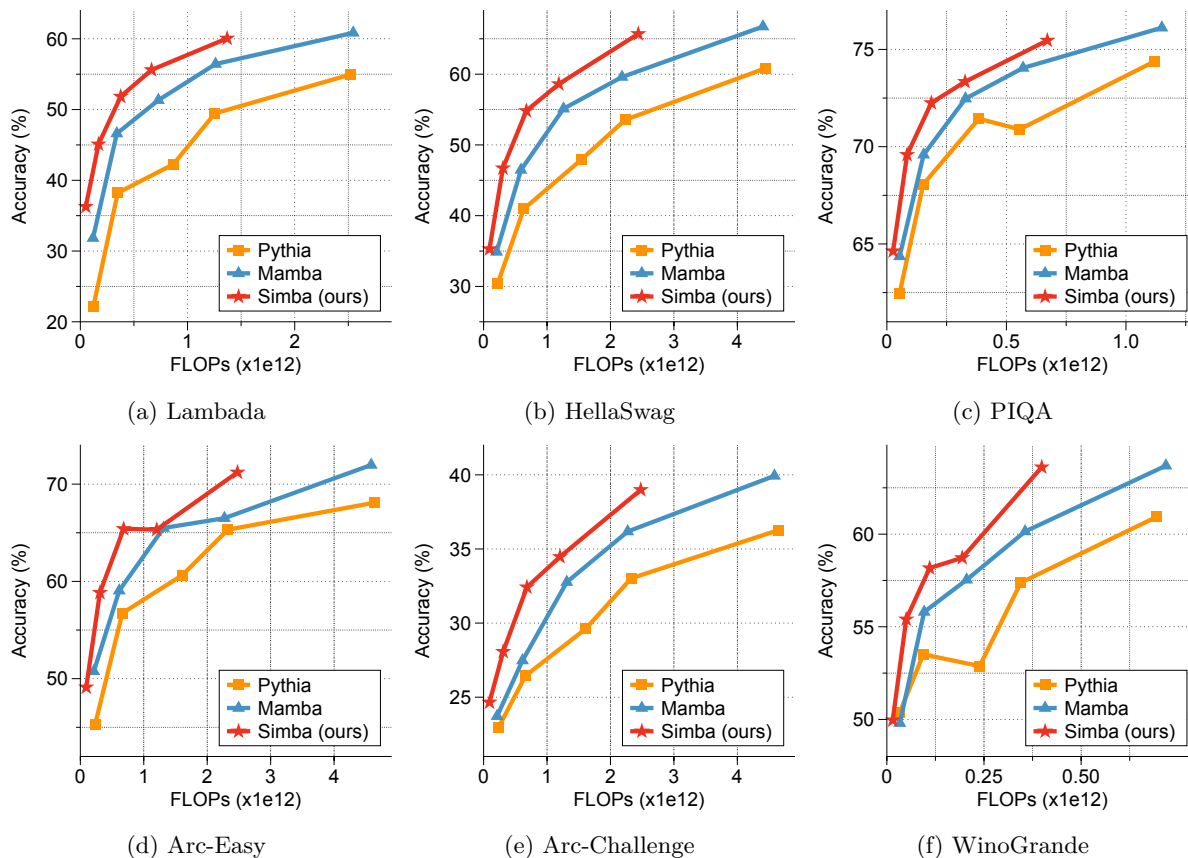 Accuracy (%)
60
50
40
30
20
0
1
2
FLOPs (x1e12)
Pythia
Mamba
Simba (ours)
(a) Lambada
Accuracy (%)
60
50
40
30
0
1
2
3
4
FLOPs (x1e12)
Pythia
Mamba
Simba (ours)
(b) HellaSwag
Accuracy (%)
75
70
65
0
0.5
1.0
FLOPs (x1e12)
Pythia
Mamba
Simba (ours)
(c) PIQA
Accuracy (%)
70
60
50
0
1
2
3
4
FLOPs (x1e12)
Pythia
Mamba
Simba (ours)
(d) Arc-Easy
Accuracy (%)
40
35
30
25
0
1
2
3
4
FLOPs (x1e12)
Pythia
Mamba
Simba (ours)
(e) Arc-Challenge
Accuracy (%)
60
55
50
0
0.25
0.50
FLOPs (x1e12)
Pythia
Mamba
Simba (ours)
(f) WinoGrande